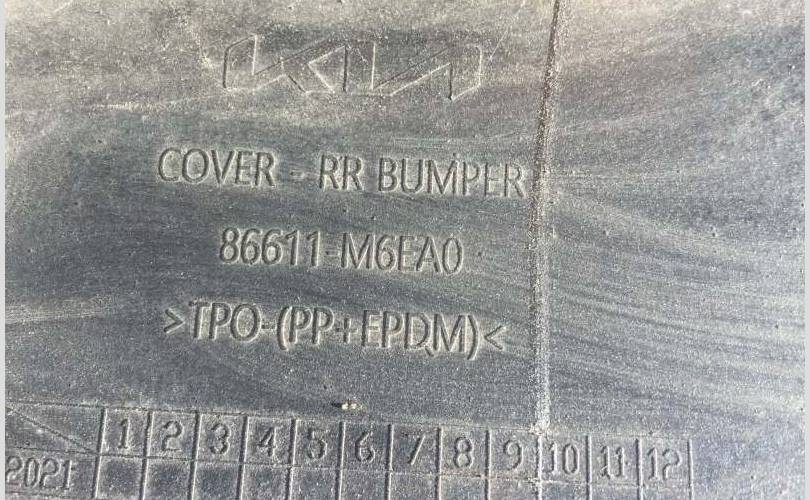 KIA
COVER - RR BUMPER
86611-M6EA0
>TPO-(PP+EPDM)<
1 2 3 4 5 6 7 8 9 10 11 12
2021